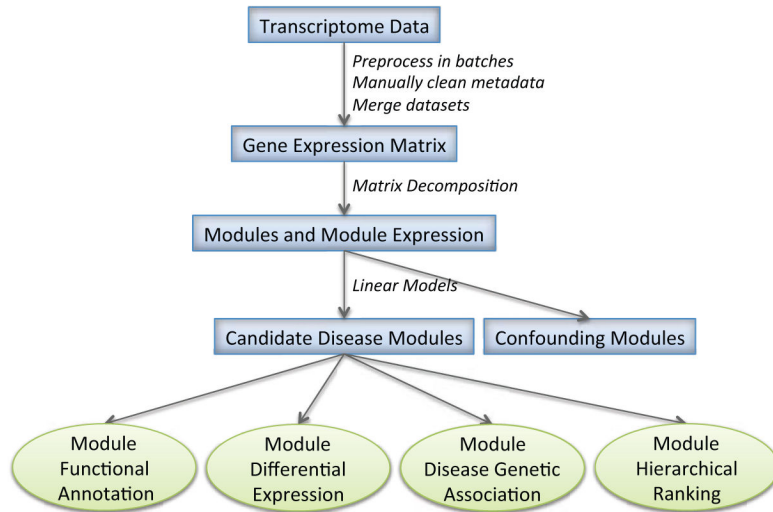 Transcriptome Data
Preprocess in batches
Manually clean metadata
Merge datasets
Gene Expression Matrix
Matrix Decomposition
Modules and Module Expression
Linear Models
Candidate Disease Modules
Confounding Modules
Module
Functional
Annotation
Module
Differential
Expression
Module
Disease Genetic
Association
Module
Hierarchical
Ranking